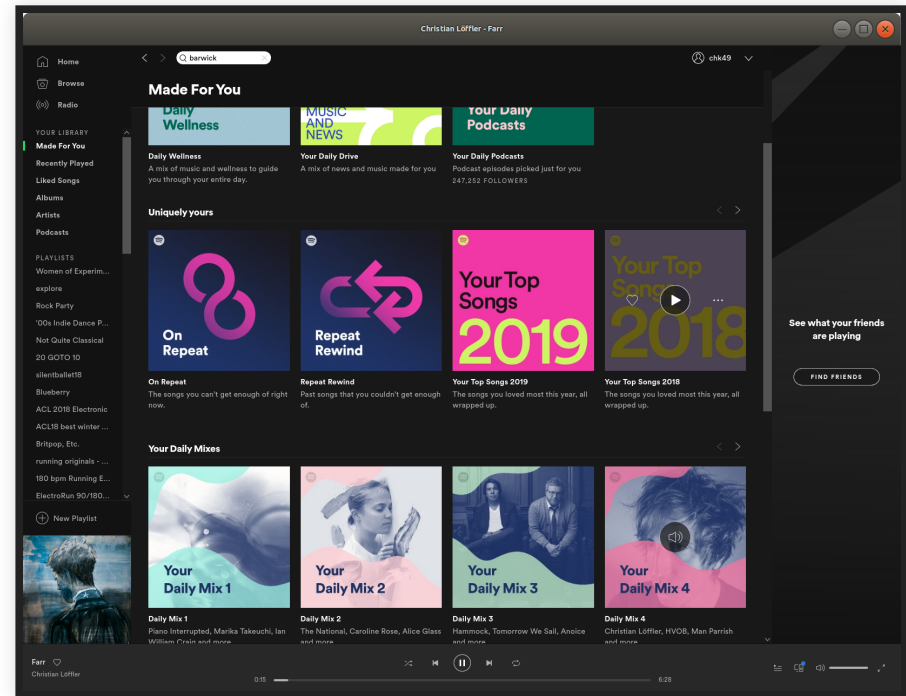 Christian Löffler - Farr
Home
Browse
Radio
YOUR LIBRARY
Made For You
Recently Played
Liked Songs
Albums
Artists
Podcasts
PLAYLISTS
Women of Experim...
explore
Rock Party
'00s Indie Dance P...
Not Quite Classical
20 GOTO 10
silentballet18
Blueberry
ACL 2018 Electronic
ACL18 best winter ...
Britpop, Etc.
running originals - ...
180 bpm Running E...
ElectroRun 90/180...
New Playlist
barwick
chk49
Made For You
Daily
Wellness
MUSIC
AND
NEWS
Your Daily
Podcasts
Daily Wellness
A mix of music and wellness to guide
you through your entire day.
Your Daily Drive
A mix of news and music made for you
Your Daily Podcasts
Podcast episodes picked just for you
247,252 FOLLOWERS
Uniquely yours
On
Repeat
Repeat
Rewind
Your Top
Songs
2019
Your Top
Songs
2018
On Repeat
The songs you can't get enough of right
now.
Repeat Rewind
Past songs that you couldn't get enough
of.
Your Top Songs 2019
The songs you loved most this year, all
wrapped up.
Your Top Songs 2018
The songs you loved most this year, all
wrapped up.
Your Daily Mixes
Your
Daily Mix 1
Your
Daily Mix 2
Your
Daily Mix 3
Your
Daily Mix 4
Daily Mix 1
Piano Interrupted, Marika Takeuchi, Ian
William Craig and more
Daily Mix 2
The National, Caroline Rose, Alice Glass
and more
Daily Mix 3
Hammock, Tomorrow We Sail, Anoice
and more
Daily Mix 4
Christian Löffler, HVOB, Man Parrish
and more
See what your friends
are playing
FIND FRIENDS
Farr
Christian Löffler
0:15
6:28